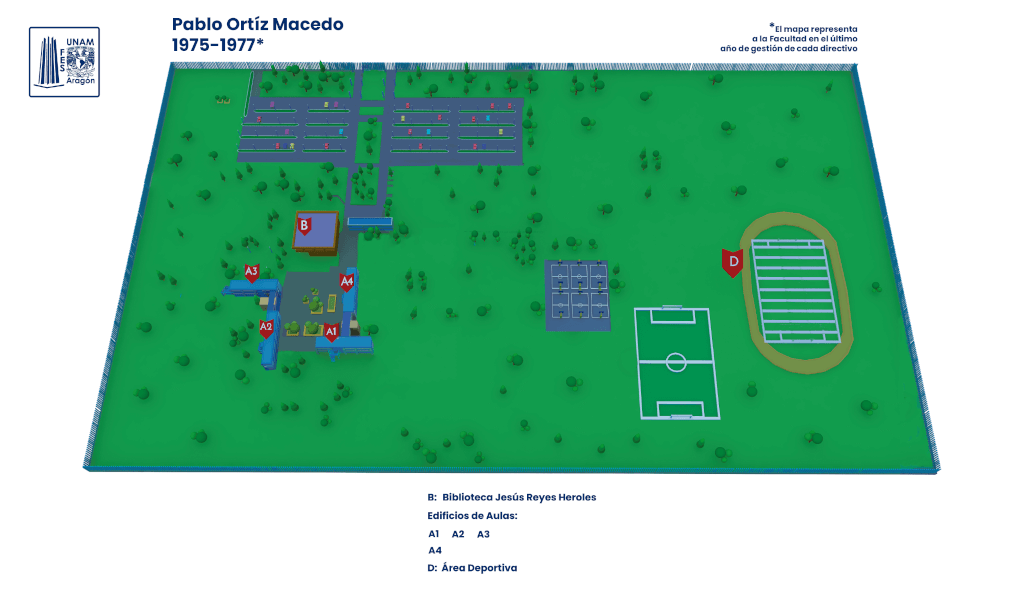 UNAM
FES
Aragón
Pablo Ortíz Macedo
1975-1977*
*El mapa representa
a la Facultad en el último
año de gestión de cada directivo
B
D
A3
A4
A2
A1
B: Biblioteca Jesús Reyes Heroles
Edificios de Aulas:
A1 A2 A3
A4
D: Área Deportiva